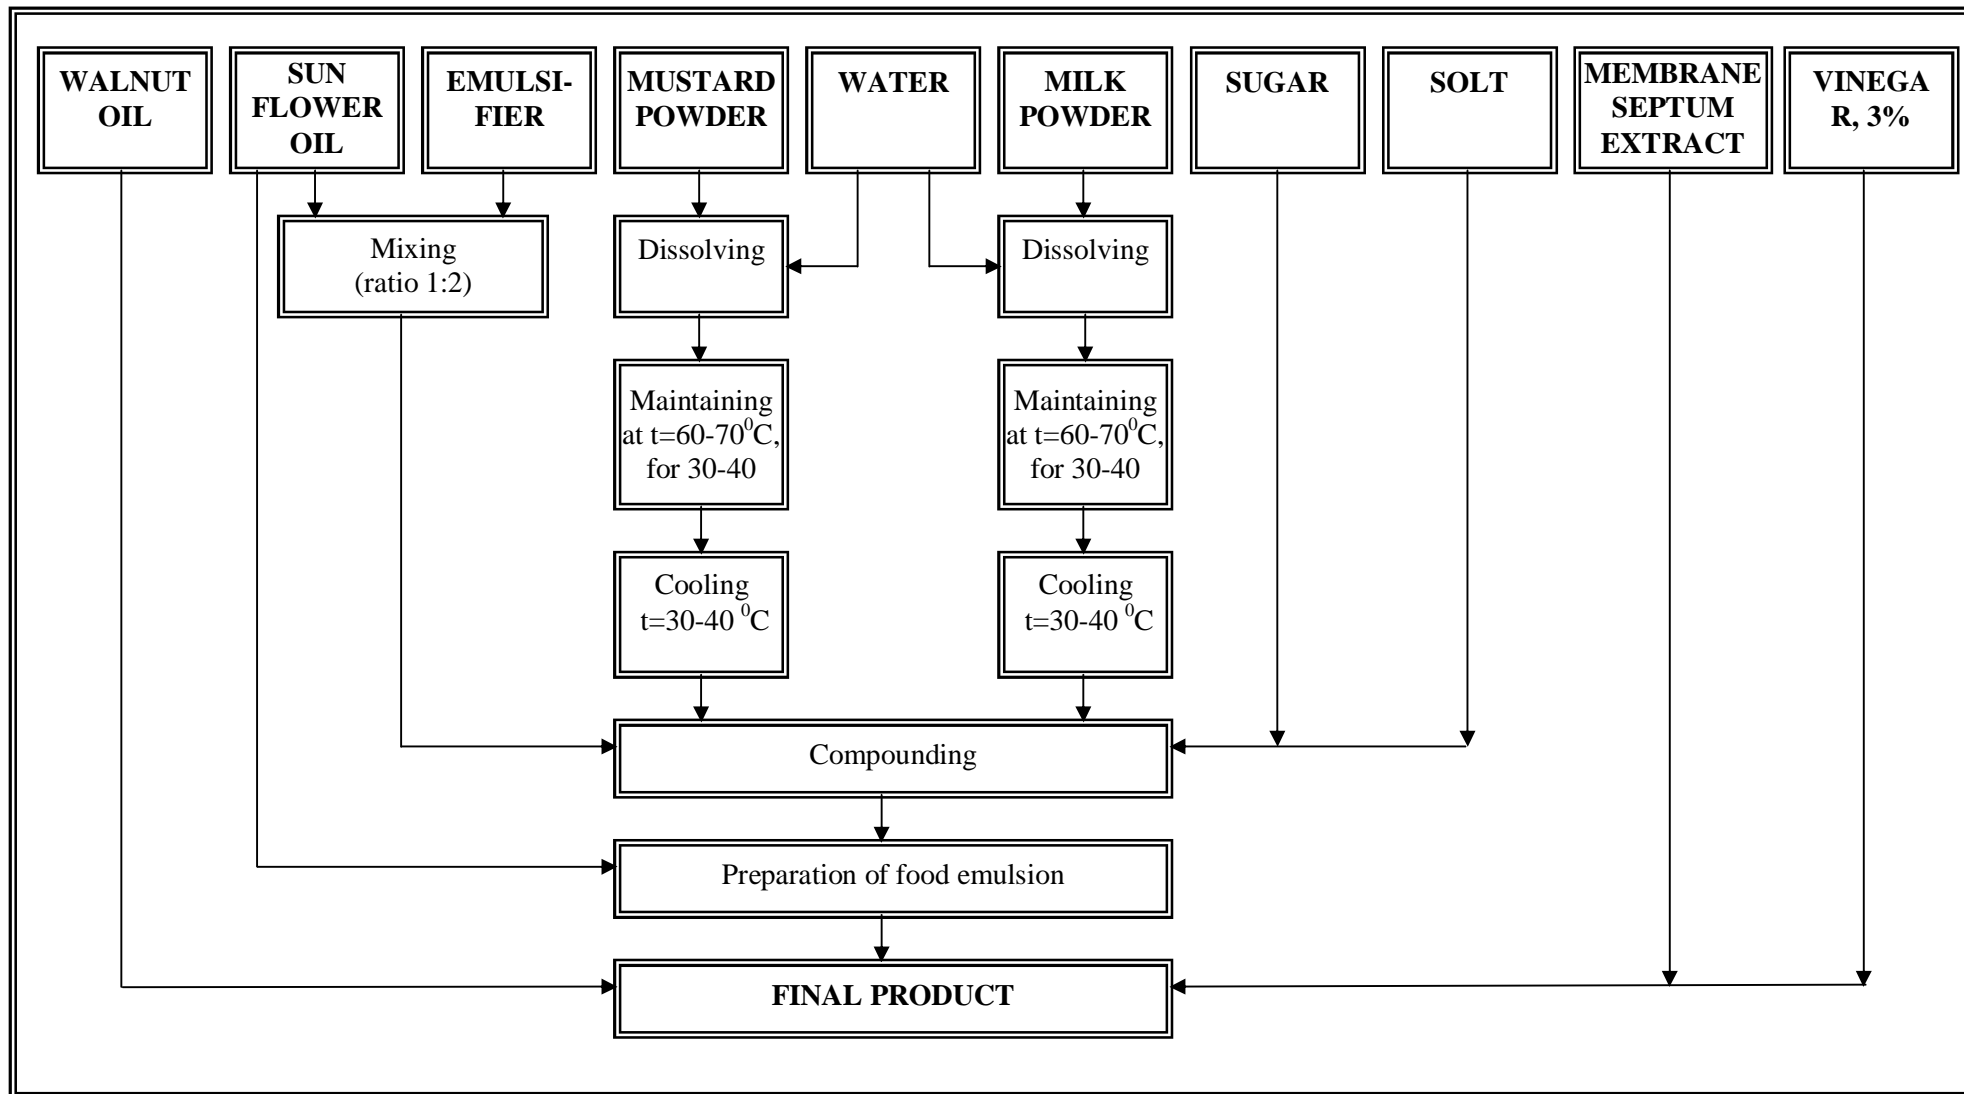 WALNUT
OIL
SUN
FLOWER
OIL
EMULSI-
FIER
MUSTARD
POWDER
WATER
MILK
POWDER
SUGAR
SOLT
MEMBRANE
SEPTUM
EXTRACT
VINEGA
R, 3%
Mixing
(ratio 1:2)
Dissolving
Dissolving
Maintaining
at t=60-70⁰C,
for 30-40
Maintaining
at t=60-70⁰C,
for 30-40
Cooling
t=30-40 ⁰C
Cooling
t=30-40 ⁰C
Compounding
Preparation of food emulsion
FINAL PRODUCT